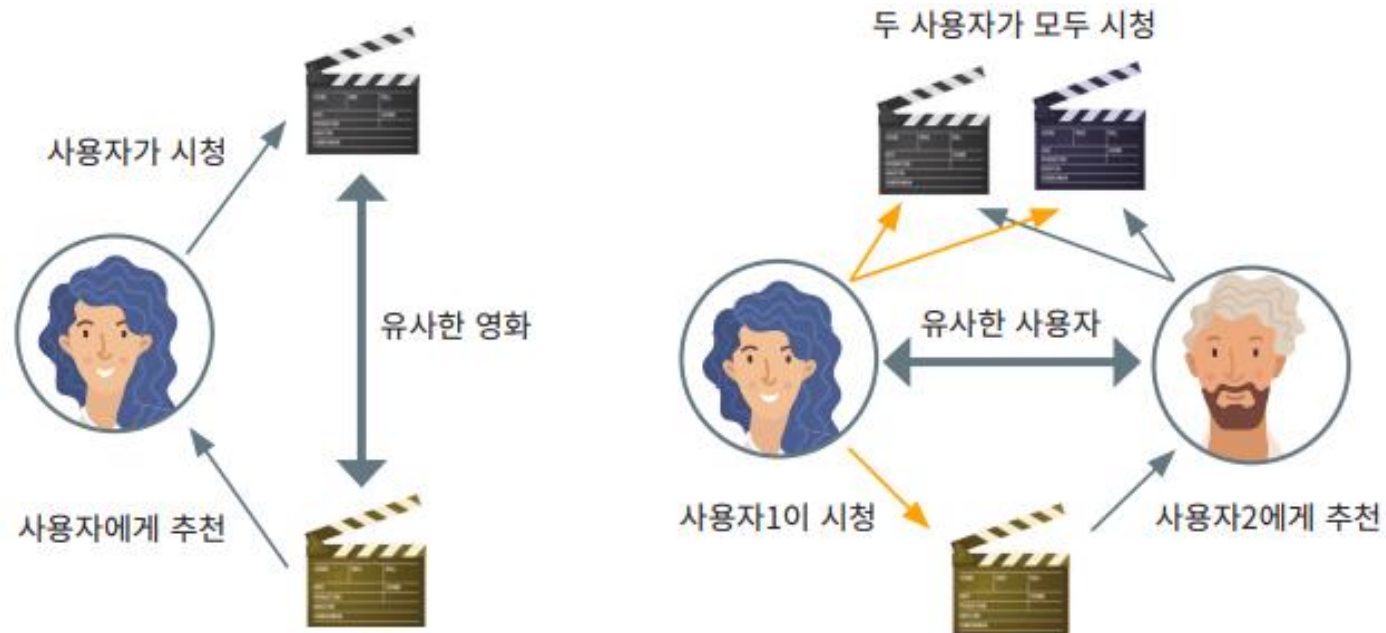 사용자가 시청
유사한 영화
사용자에게 추천
두 사용자가 모두 시청
유사한 사용자
사용자1이 시청
사용자2에게 추천